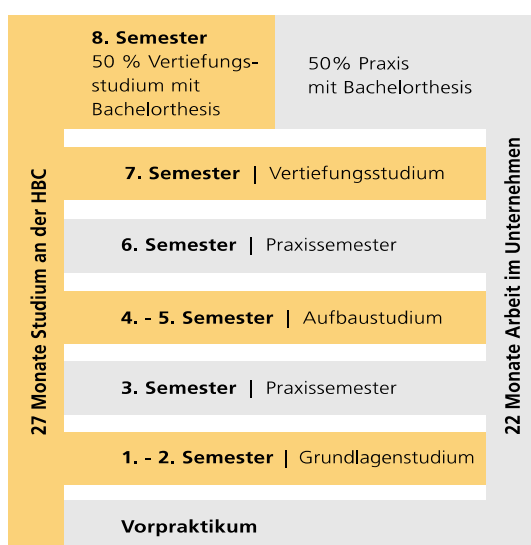 8. Semester
50 % Vertiefungs-
studium mit
Bachelorthesis
50% Praxis
mit Bachelorthesis
7. Semester | Vertiefungsstudium
6. Semester | Praxissemester
4. - 5. Semester | Aufbaustudium
3. Semester | Praxissemester
1. - 2. Semester | Grundlagenstudium
Vorpraktikum
27 Monate Studium an der HBC
22 Monate Arbeit im Unternehmen